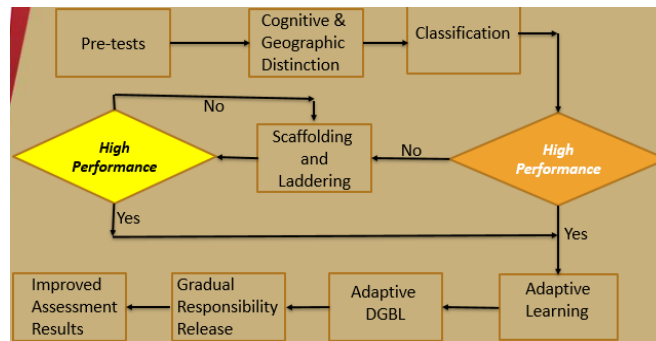 Pre-tests
Cognitive &
Geographic
Distinction
Classification
No
High
Performance
Scaffolding
and
Laddering
No
High
Performance
Yes
Yes
Improved
Assessment
Results
Gradual
Responsibility
Release
Adaptive
DGBL
Adaptive
Learning